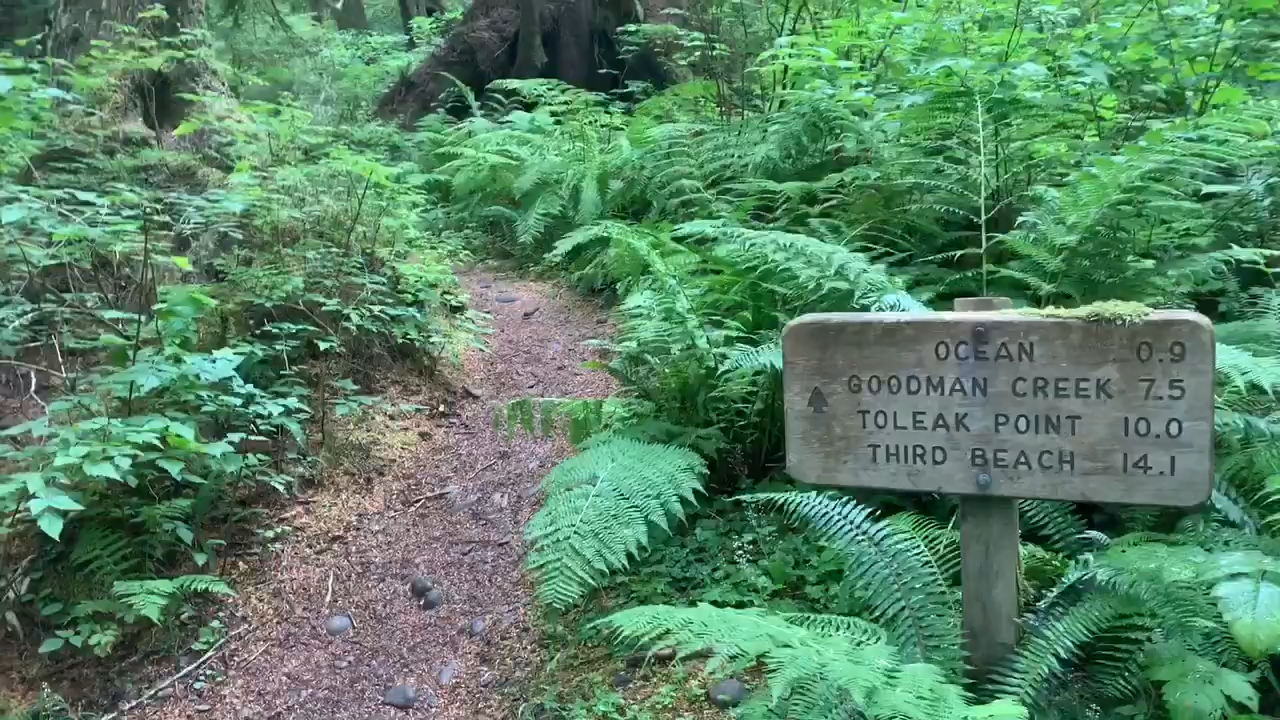 OCEAN 0.9
GOODMAN CREEK 7.5
TOLEAK POINT 10.0
THIRD BEACH 14.1